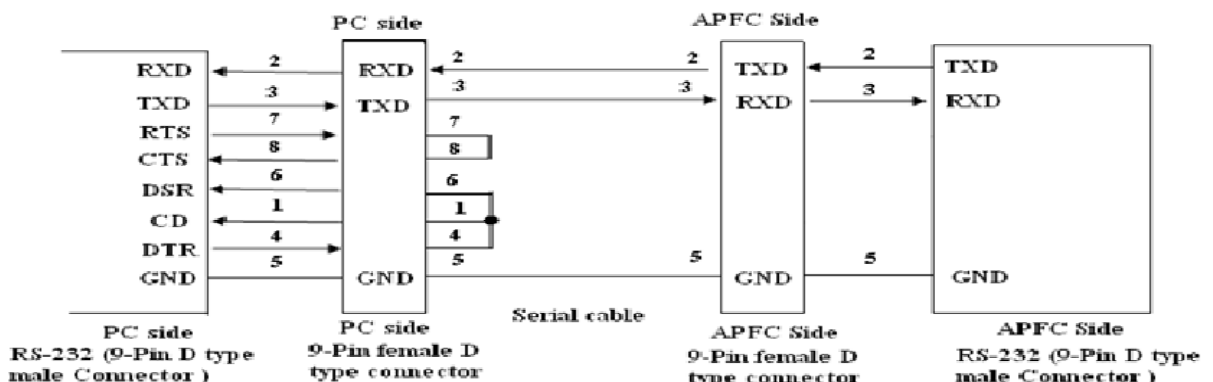 PC side
APFC Side
RXD 2 RXD 2 2 TXD 2 TXD
TXD 3 TXD 3 3 RXD 3 RXD
RTS 7 7
CTS 8 8
DSR 6 6
CD 1 1
DTR 4 4
GND 5 GND 5 5 GND 5 GND
Serial cable
PC side
RS-232 (9-Pin D type
male Connector )
PC side
9-Pin female D
type connector
APFC Side
9-Pin female D
type connector
APFC Side
RS-232 (9-Pin D type
male Connector )